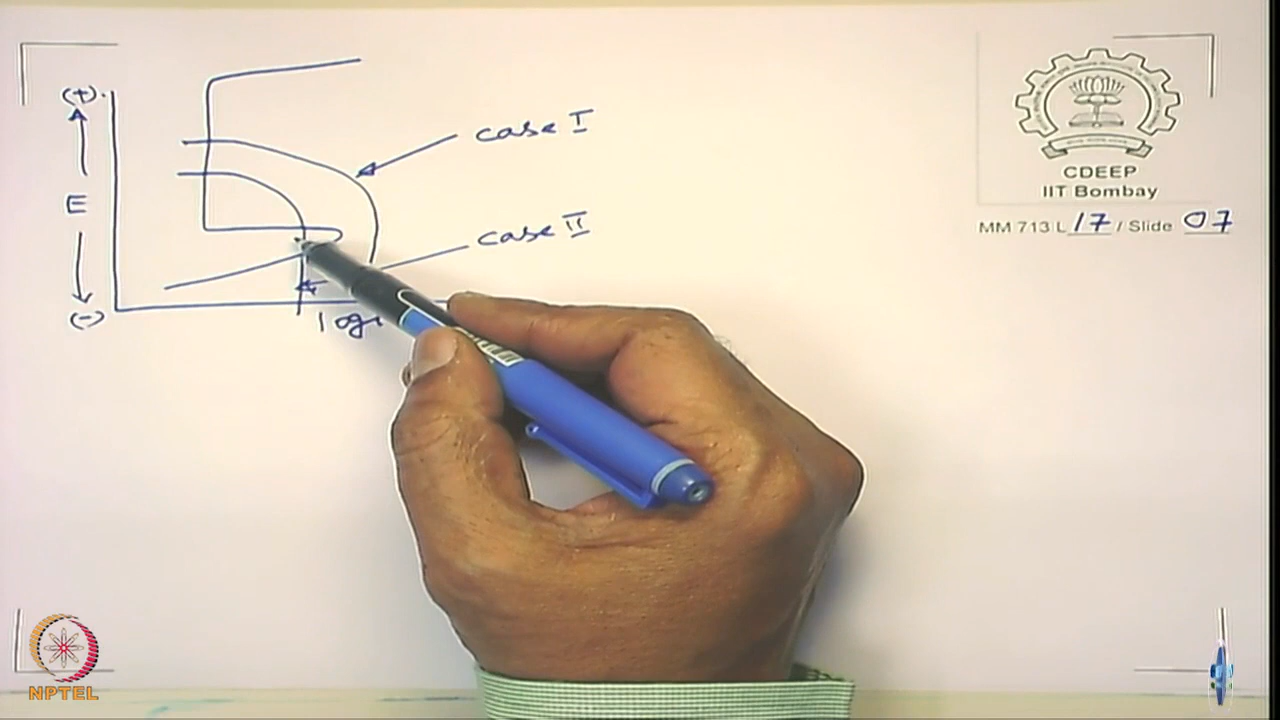 (+)
E
(-)
case I
case II
log i
CDEEP
IIT Bombay
MM 713 L 17 / Slide 07
NPTEL